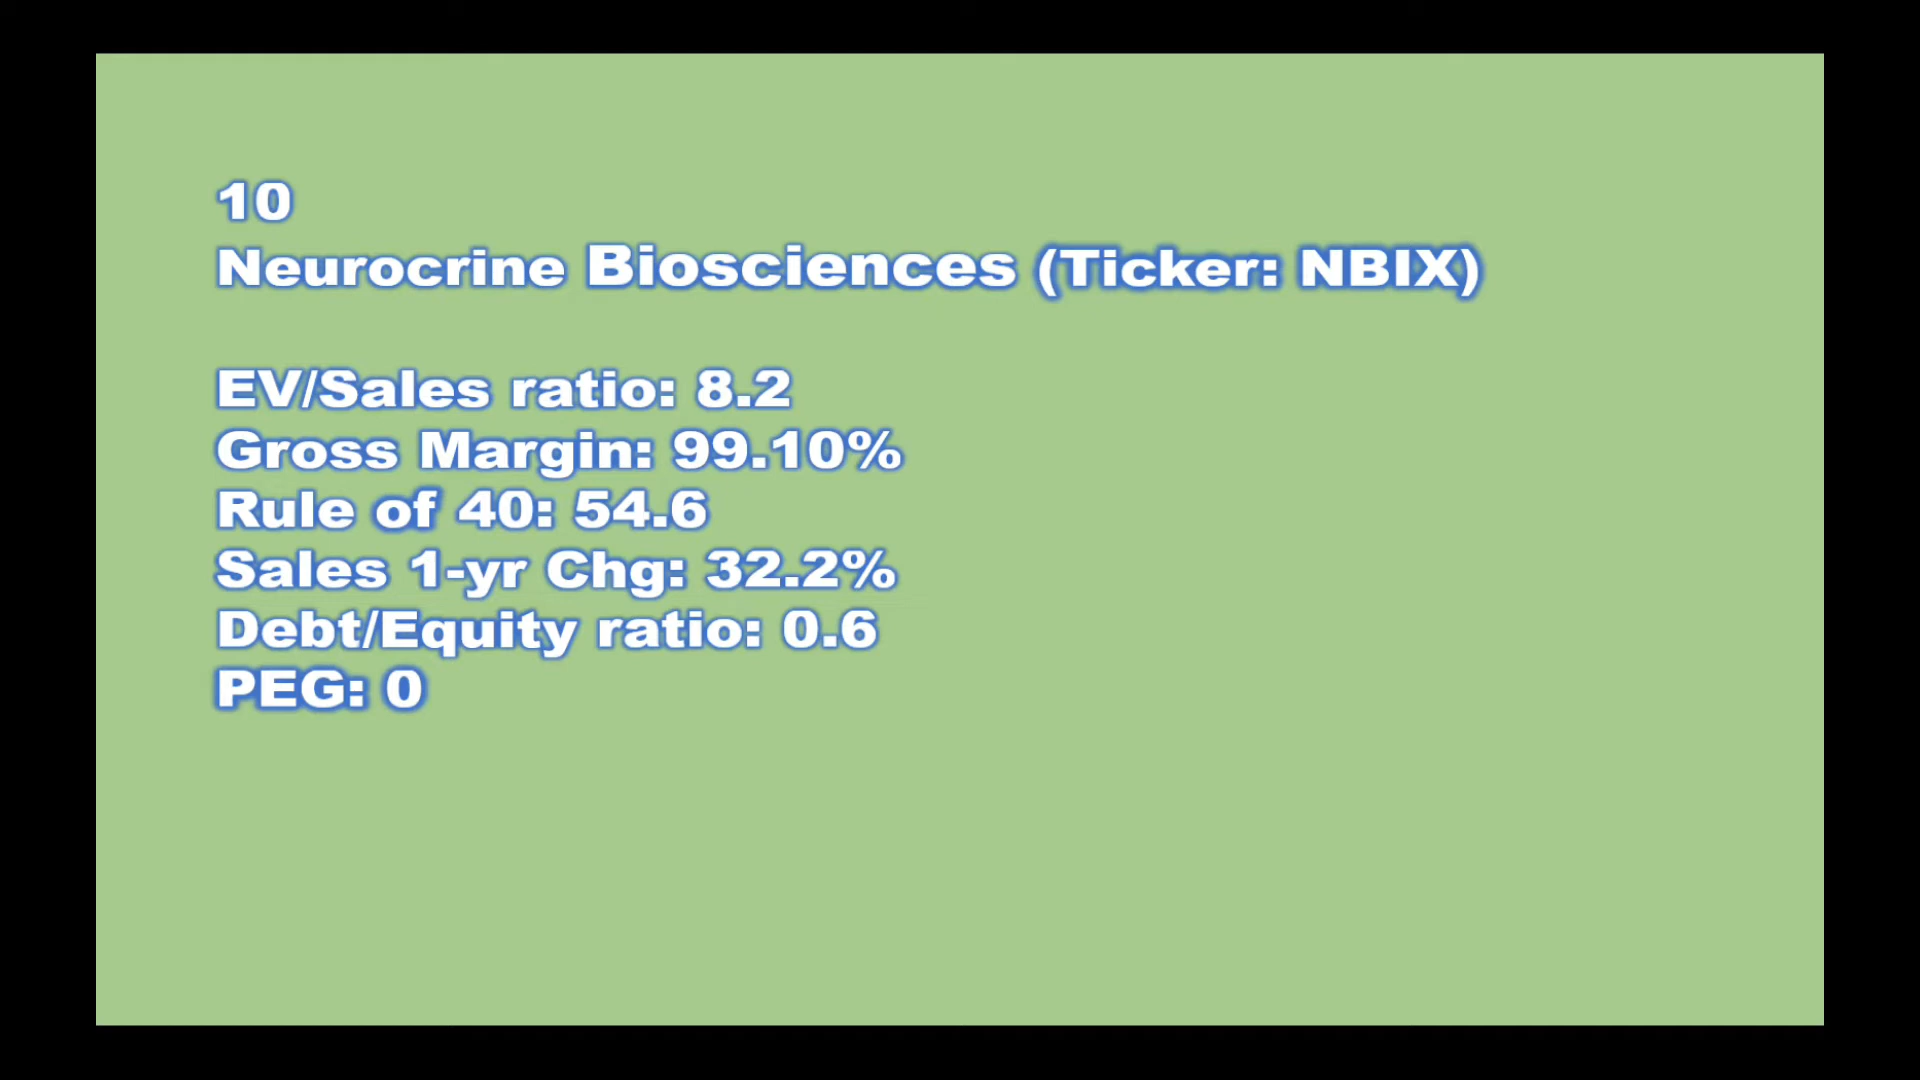 10
Neurocrine Biosciences (Ticker: NBIX)
EV/Sales ratio: 8.2
Gross Margin: 99.10%
Rule of 40: 54.6
Sales 1-yr Chg: 32.2%
Debt/Equity ratio: 0.6
PEG: 0